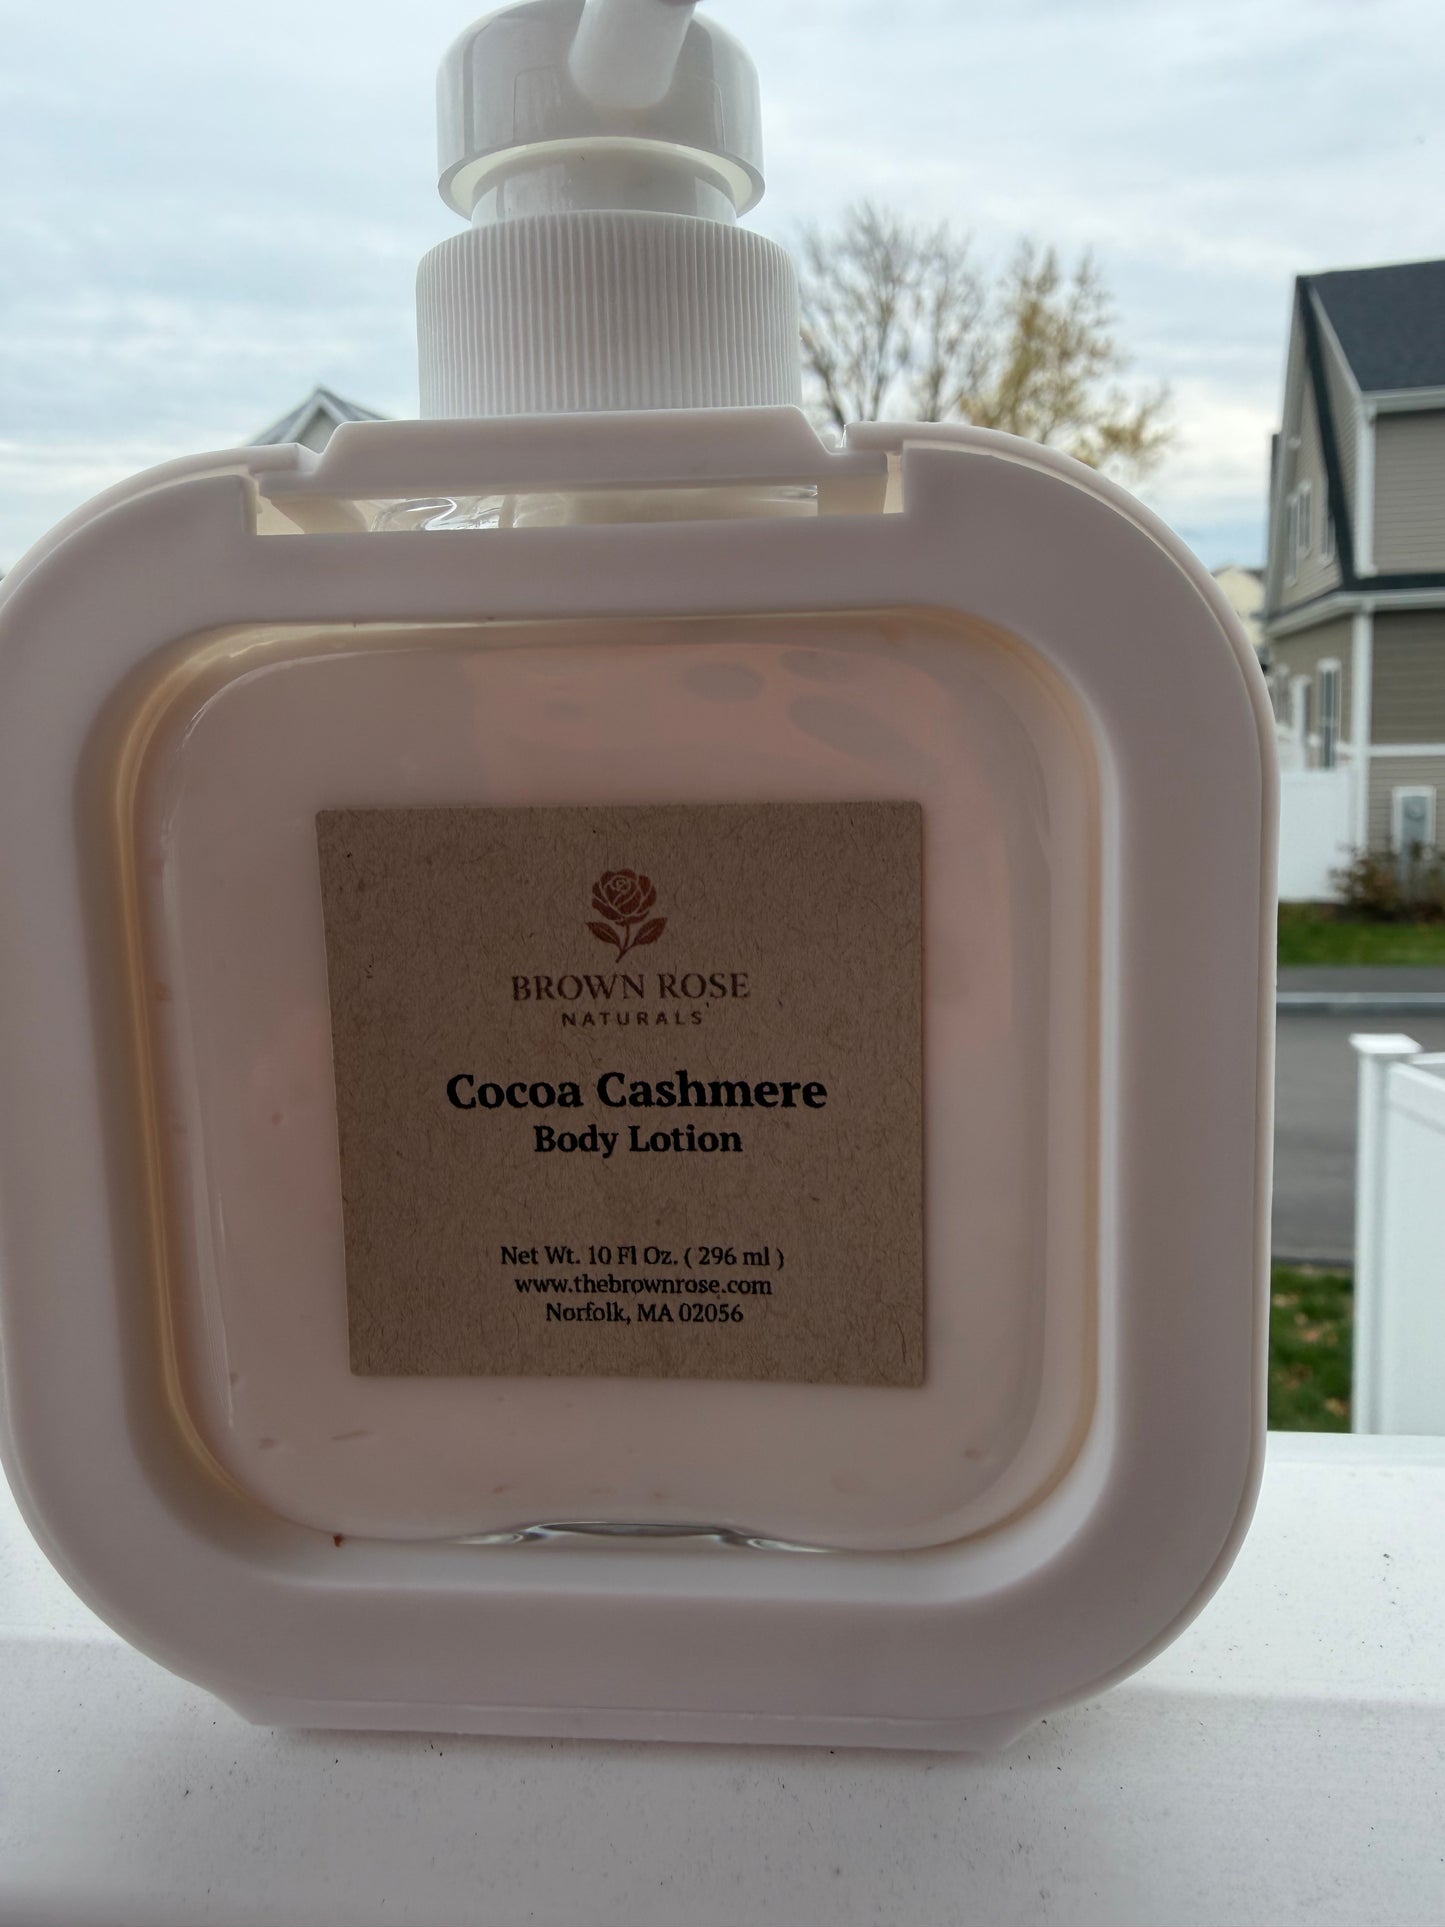 BROWN ROSE
NATURALS
Cocoa Cashmere
Body Lotion
Net Wt. 10 Fl Oz. ( 296 ml )
www.thebrownrose.com
Norfolk, MA 02056